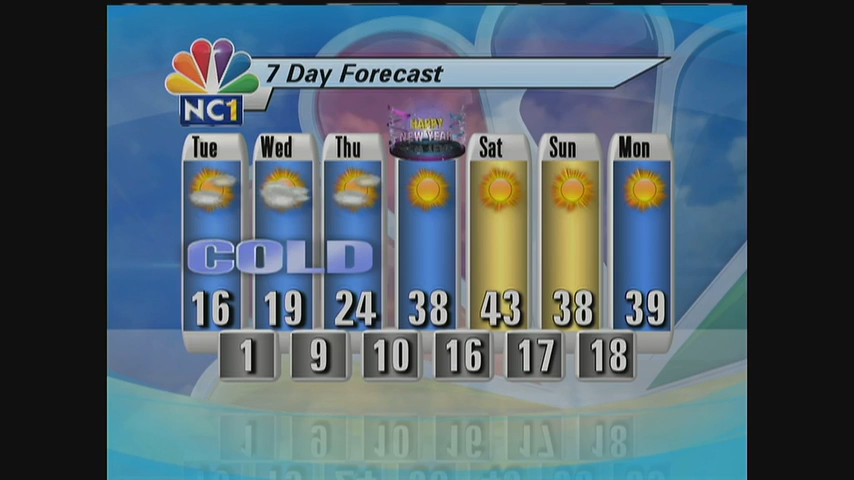 7 Day Forecast
NC1
HAPPY
NEW YEAR
Tue Wed Thu Sat Sun Mon
COLD
16 19 24 38 43 38 39
1 9 10 16 17 18